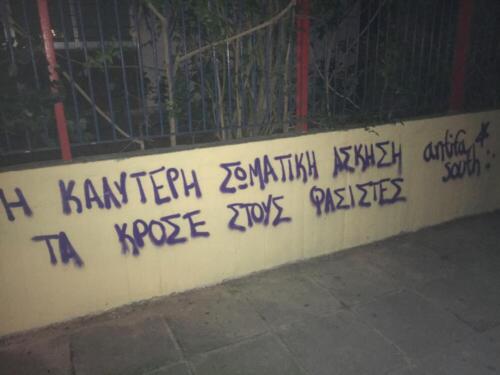 Η ΚΑΛΥΤΕΡΗ ΣΩΜΑΤΙΚΗ ΑΣΚΗΣΗ
ΤΑ ΚΡΟΣΕ ΣΤΟΥΣ ΦΑΣΙΣΤΕΣ
antifa
south